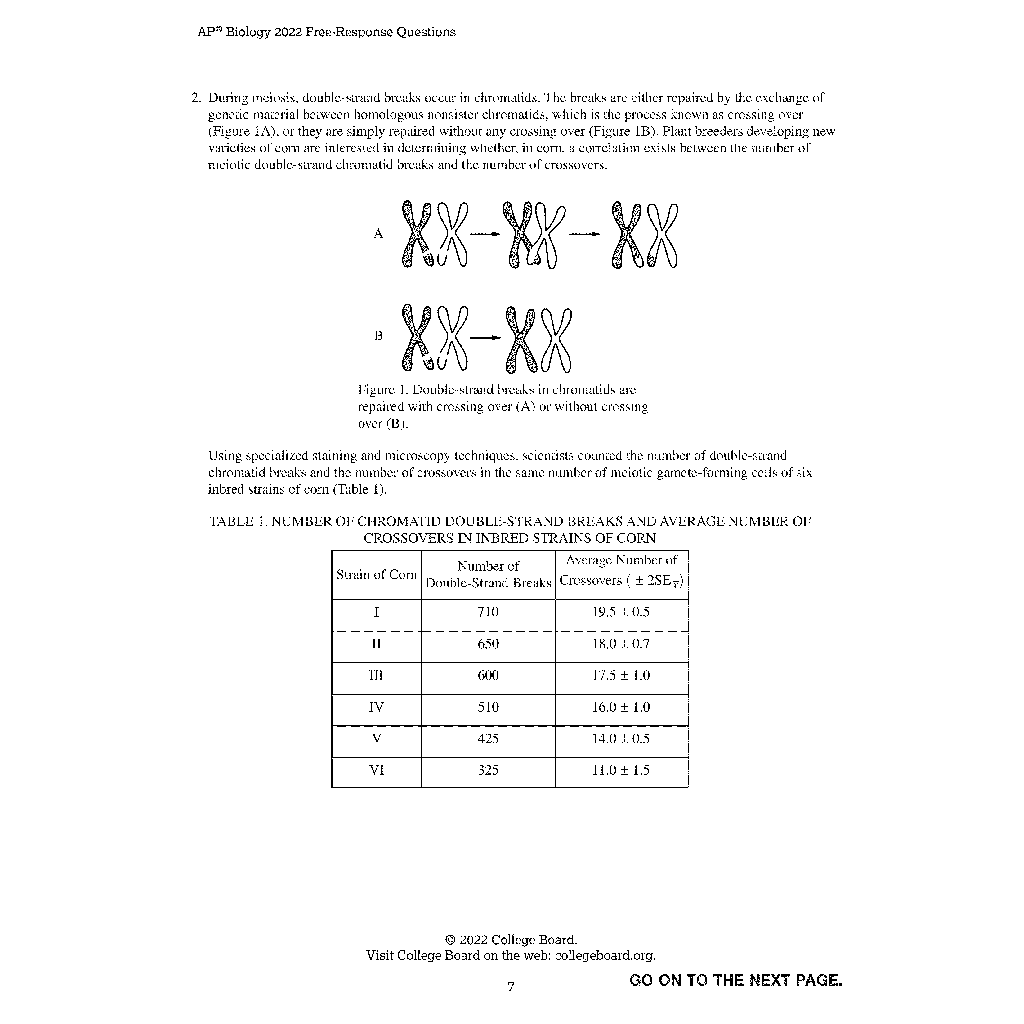 AP® Biology 2022 Free-Response Questions
2. During meiosis, double-strand breaks occur in chromatids. The breaks are either repaired by the exchange of
genetic material between homologous nonsister chromatids, which is the process known as crossing over
(Figure 1A), or they are simply repaired without any crossing over (Figure 1B). Plant breeders developing new
varieties of corn are interested in determining whether, in corn, a correlation exists between the number of
meiotic double-strand chromatid breaks and the number of crossovers.
A
B
Figure 1. Double-strand breaks in chromatids are
repaired with crossing over (A) or without crossing
over (B).
Using specialized staining and microscopy techniques, scientists counted the number of double-strand
chromatid breaks and the number of crossovers in the same number of meiotic gamete-forming cells of six
inbred strains of corn (Table 1).
TABLE 1. NUMBER OF CHROMATID DOUBLE-STRAND BREAKS AND AVERAGE NUMBER OF
CROSSOVERS IN INBRED STRAINS OF CORN
Strain of Corn
Number of
Double-Strand Breaks
Average Number of
Crossovers ( ± 2SEx̄)
I 710 19.5 ± 0.5
II 650 18.0 ± 0.7
III 600 17.5 ± 1.0
IV 510 16.0 ± 1.0
V 425 14.0 ± 0.5
VI 325 11.0 ± 1.5
© 2022 College Board.
Visit College Board on the web: collegeboard.org.
7
GO ON TO THE NEXT PAGE.